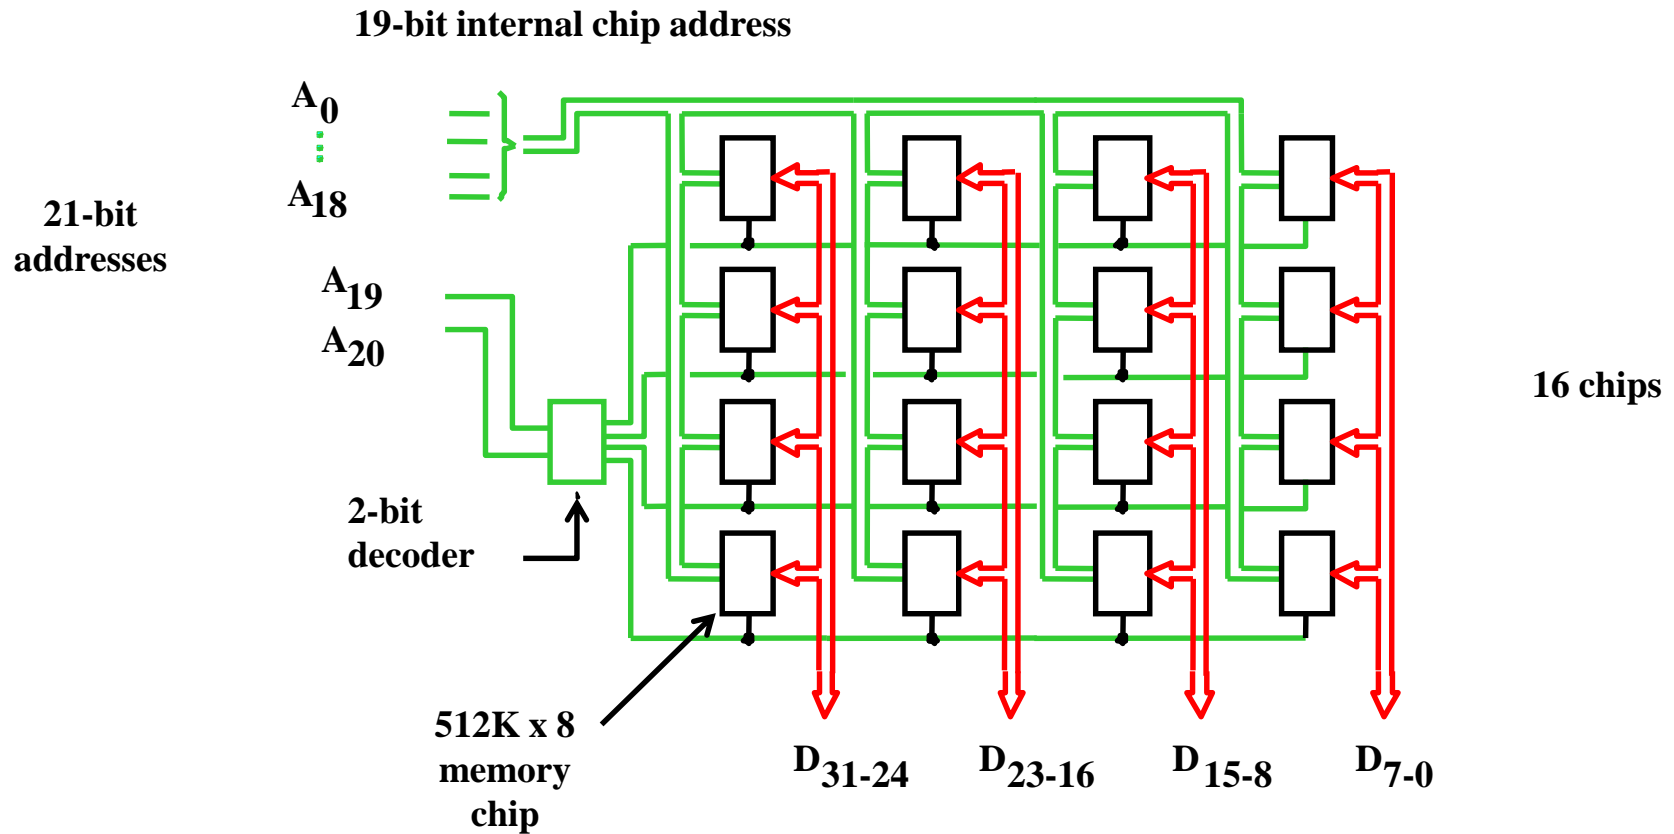 19-bit internal chip address
A0
A18
21-bit
addresses
A19
A20
16 chips
2-bit
decoder
512K x 8
memory
chip
D31-24
D23-16
D15-8
D7-0